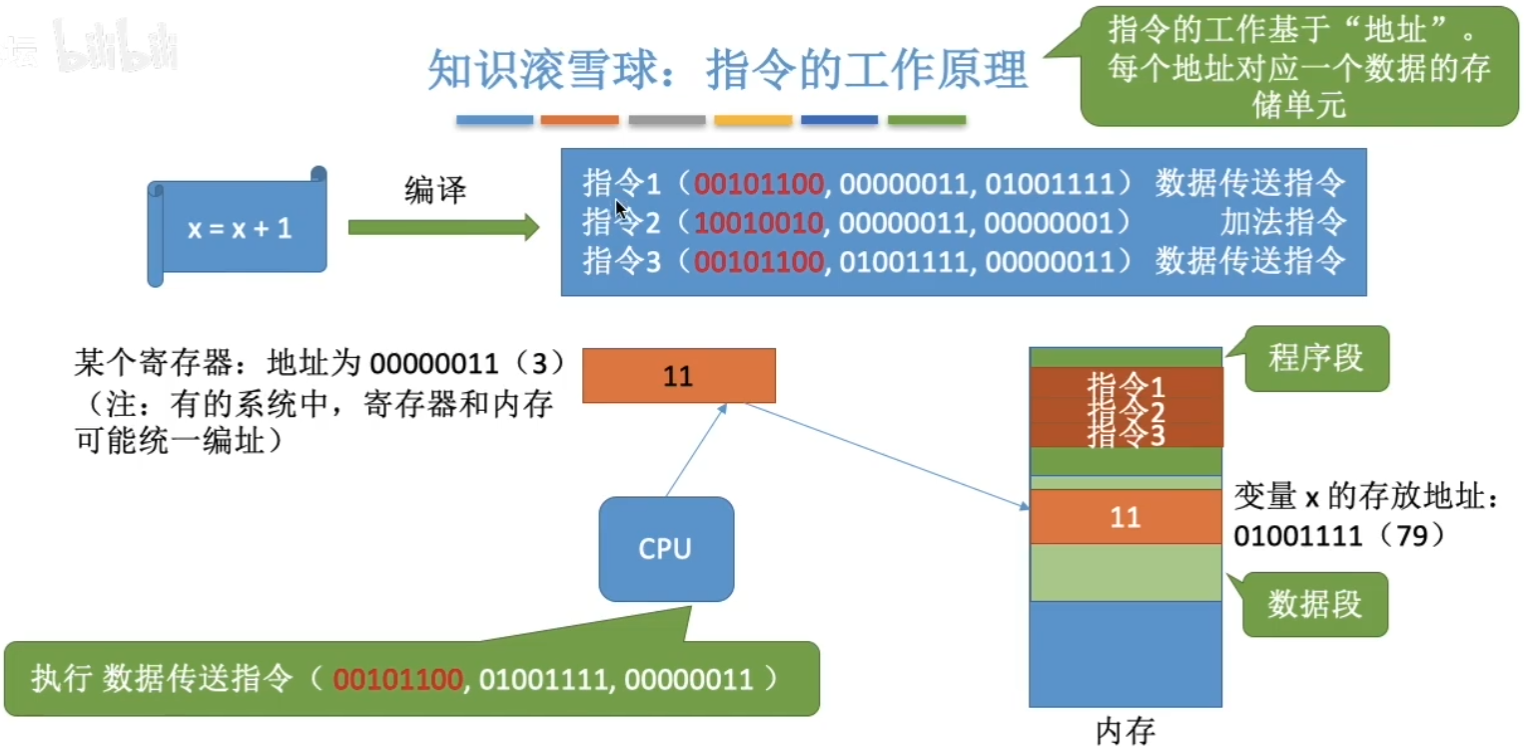 坛 bilibili
知识滚雪球：指令的工作原理
指令的工作基于“地址”。
每个地址对应一个数据的存
储单元
x = x + 1
编译
指令1（00101100, 00000011, 01001111） 数据传送指令
指令2（10010010, 00000011, 00000001） 加法指令
指令3（00101100, 01001111, 00000011） 数据传送指令
某个寄存器：地址为 00000011（3）
（注：有的系统中，寄存器和内存
可能统一编址）
11
CPU
执行 数据传送指令（ 00101100, 01001111, 00000011 ）
程序段
指令1
指令2
指令3
11
变量 x 的存放地址：
01001111（79）
数据段
内存